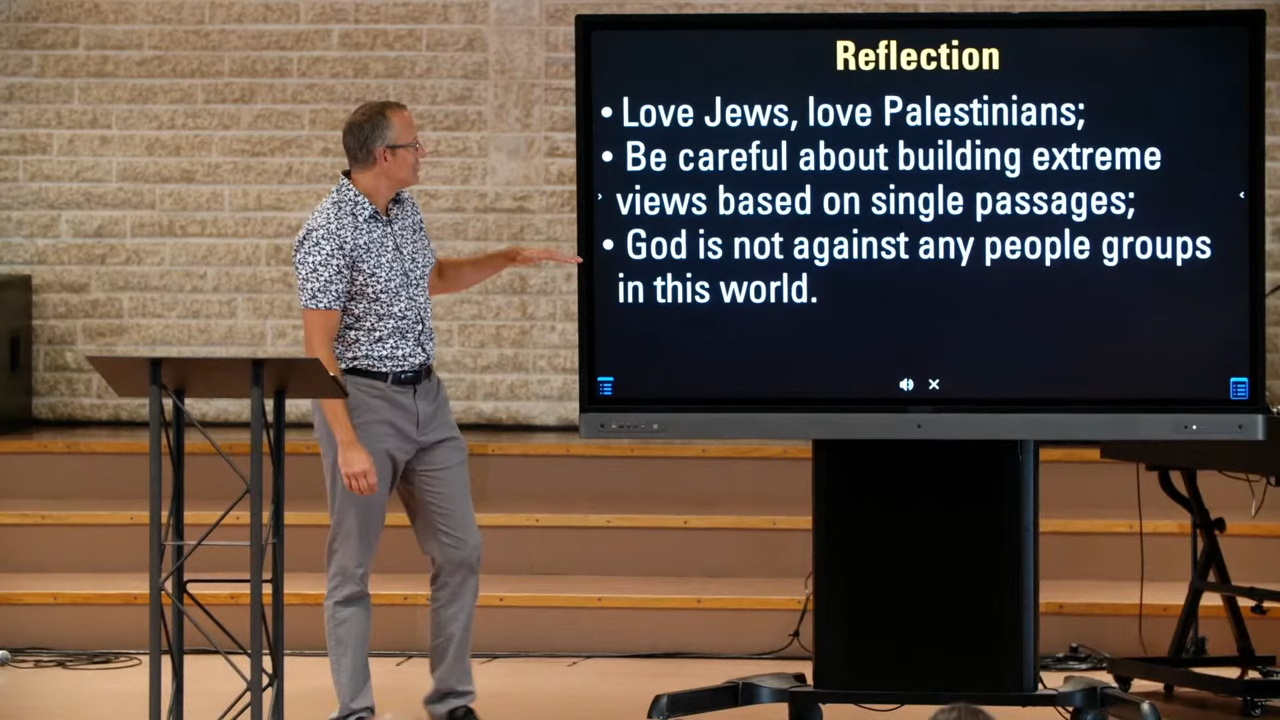 Reflection
• Love Jews, love Palestinians;
• Be careful about building extreme
views based on single passages;
• God is not against any people groups
in this world.